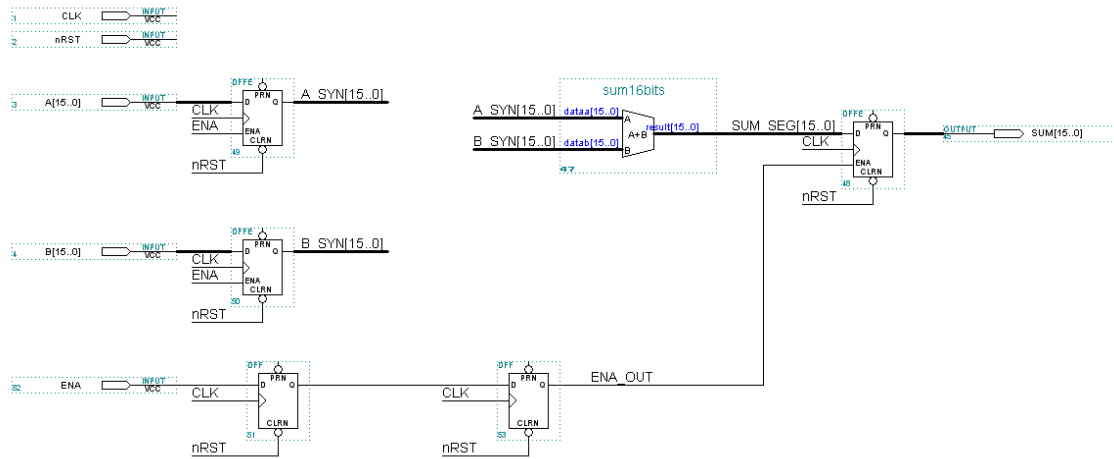 1 CLK INPUT VCC
2 nRST INPUT VCC
3 A[15..0] INPUT VCC
DFFE
PRN
D Q
A_SYN[15..0]
CLK
ENA
ENA
CLRN
49
nRST
sum16bits
A_SYN[15..0] dataa[15..0]
A
A+B
result[15..0]
B_SYN[15..0] datab[15..0]
B
47
SUM_SEG[15..0]
DFFE
PRN
D Q
CLK
ENA
CLRN
48
nRST
OUTPUT
45
SUM[15..0]
4 B[15..0] INPUT VCC
DFFE
PRN
D Q
B_SYN[15..0]
CLK
ENA
ENA
CLRN
50
nRST
52 ENA INPUT VCC
DFF
PRN
D Q
CLK
CLRN
51
nRST
DFF
PRN
D Q
CLK
CLRN
53
nRST
ENA_OUT